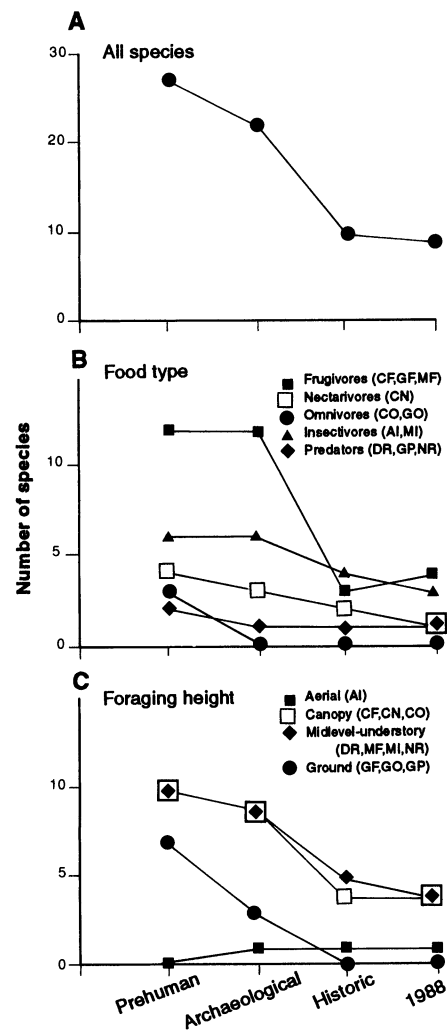 A
All species
30
20
10
0
B
Food type
Frugivores (CF,GF,MF)
Nectarivores (CN)
Omnivores (CO,GO)
Insectivores (AI,MI)
Predators (DR,GP,NR)
10
5
0
Number of species
C
Foraging height
Aerial (AI)
Canopy (CF,CN,CO)
Midlevel-understory
(DR,MF,MI,NR)
Ground (GF,GO,GP)
10
5
0
Prehuman
Archaeological
Historic
1988